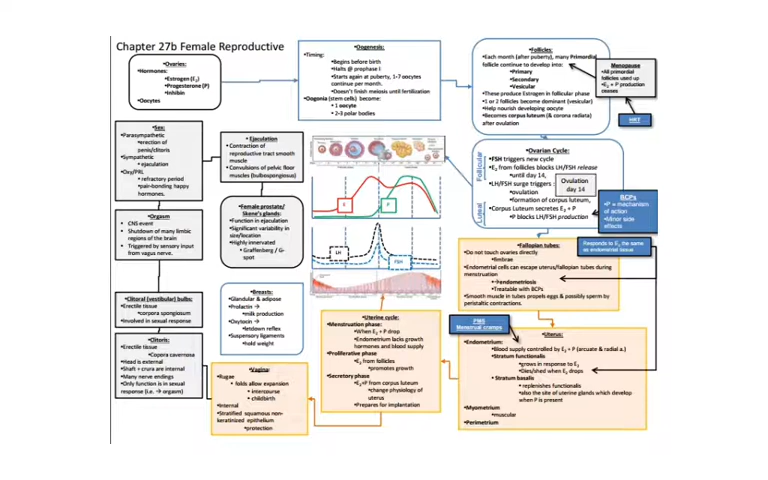 Chapter 27b Female Reproductive
Ovaries:
•Hormones:
•Estrogen (E₂)
•Progesterone (P)
•Inhibin
•Oocytes
Oogenesis:
•Timing:
•Begins before birth
•Halts @ prophase I
•Starts again at puberty, 1-7 oocytes
continue per month.
•Doesn't finish meiosis until fertilization
•Oogonia (stem cells) become:
•1 oocyte
•2-3 polar bodies
Follicles:
•Each month (after puberty), many Primordial
follicle continue to develop into:
•Primary
•Secondary
•Vesicular
•These produce Estrogen in follicular phase
•1 or 2 follicles become dominant (vesicular)
•Help nourish developing oocyte
•Becomes corpus luteum (& corona radiata)
after ovulation
Menopause
•All primordial
follicles used up
•E₂ + P production
ceases
HRT
Sex:
•Parasympathetic
•erection of
penis/clitoris
•Sympathetic
•ejaculation
•Oxy/PRL
•refractory period
•pair-bonding happy
hormones.
Ejaculation
•Contraction of
reproductive tract smooth
muscle
•Convulsions of pelvic floor
muscles (bulbospongiosus)
Orgasm
• CNS event
• Shutdown of many limbic
regions of the brain
• Triggered by sensory input
from vagus nerve.
Female prostate/
Skene's glands:
•Function in ejaculation
•Significant variability in
size/location
•Highly innervated
•Graffenberg / G-
spot
E
P
LH
FSH
Follicular
Luteal
Ovarian Cycle:
•FSH triggers new cycle
•E₂ from follicles blocks LH/FSH release
until day 14,
•LH/FSH surge triggers :
•ovulation
•formation of corpus luteum,
•Corpus Luteum secretes E₂ + P
•P blocks LH/FSH production
Ovulation
day 14
BCPs
• P = mechanism
of action
•Minor side
effects
Fallopian tubes:
•Do not touch ovaries directly
•fimbrae
•Endometrial cells can escape uterus/fallopian tubes during
menstruation
→endometriosis
•Treatable with BCPs
•Smooth muscle in tubes propels eggs & possibly sperm by
peristaltic contractions.
Responds to E₂ the same
as endometrial tissue
Clitoral (vestibular) bulbs:
•Erectile tissue
•corpora spongiosum
•Involved in sexual response
Clitoris:
•Erectile tissue
•Copora cavernosa
•Head is external
•Shaft + crura are internal
•Many nerve endings
•Only function is in sexual
response (i.e. → orgasm)
Breasts:
•Glandular & adipose
•Prolactin →
•milk production
•Oxytoxin →
•letdown reflex
•Suspensory ligaments
•hold weight
Vagina:
•Rugae
• folds allow expansion
• intercourse
• childbirth
•Internal
•Stratified squamous non-
keratinized epithelium
•protection
Uterine cycle:
•Menstruation phase:
•When E₂ + P drop
•Endometrium lacks growth
hormones and blood supply
•Proliferative phase
•E₂ from follicles
•promotes growth
•Secretory phase
•E₂+P from corpus luteum
•change physiology of
uterus
•Prepares for implantation
PMS
Menstrual cramps
Uterus:
•Endometrium:
•Blood supply controlled by E₂ + P (arcuate & radial a.)
•Stratum functionalis
•grows in response to E₂
•Dies/shed when E₂ drops
•Stratum basalis
• replenishes functionalis
•also the site of uterine glands which develop
when P is present
•Myometrium
•muscular
•Perimetrium